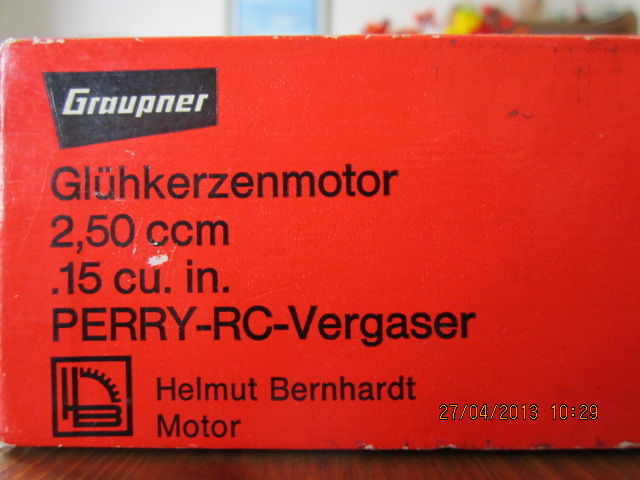 Graupner
Glühkerzenmotor
2,50 ccm
.15 cu. in.
PERRY-RC-Vergaser
HB
Helmut Bernhardt
Motor
27/04/2013 10:29